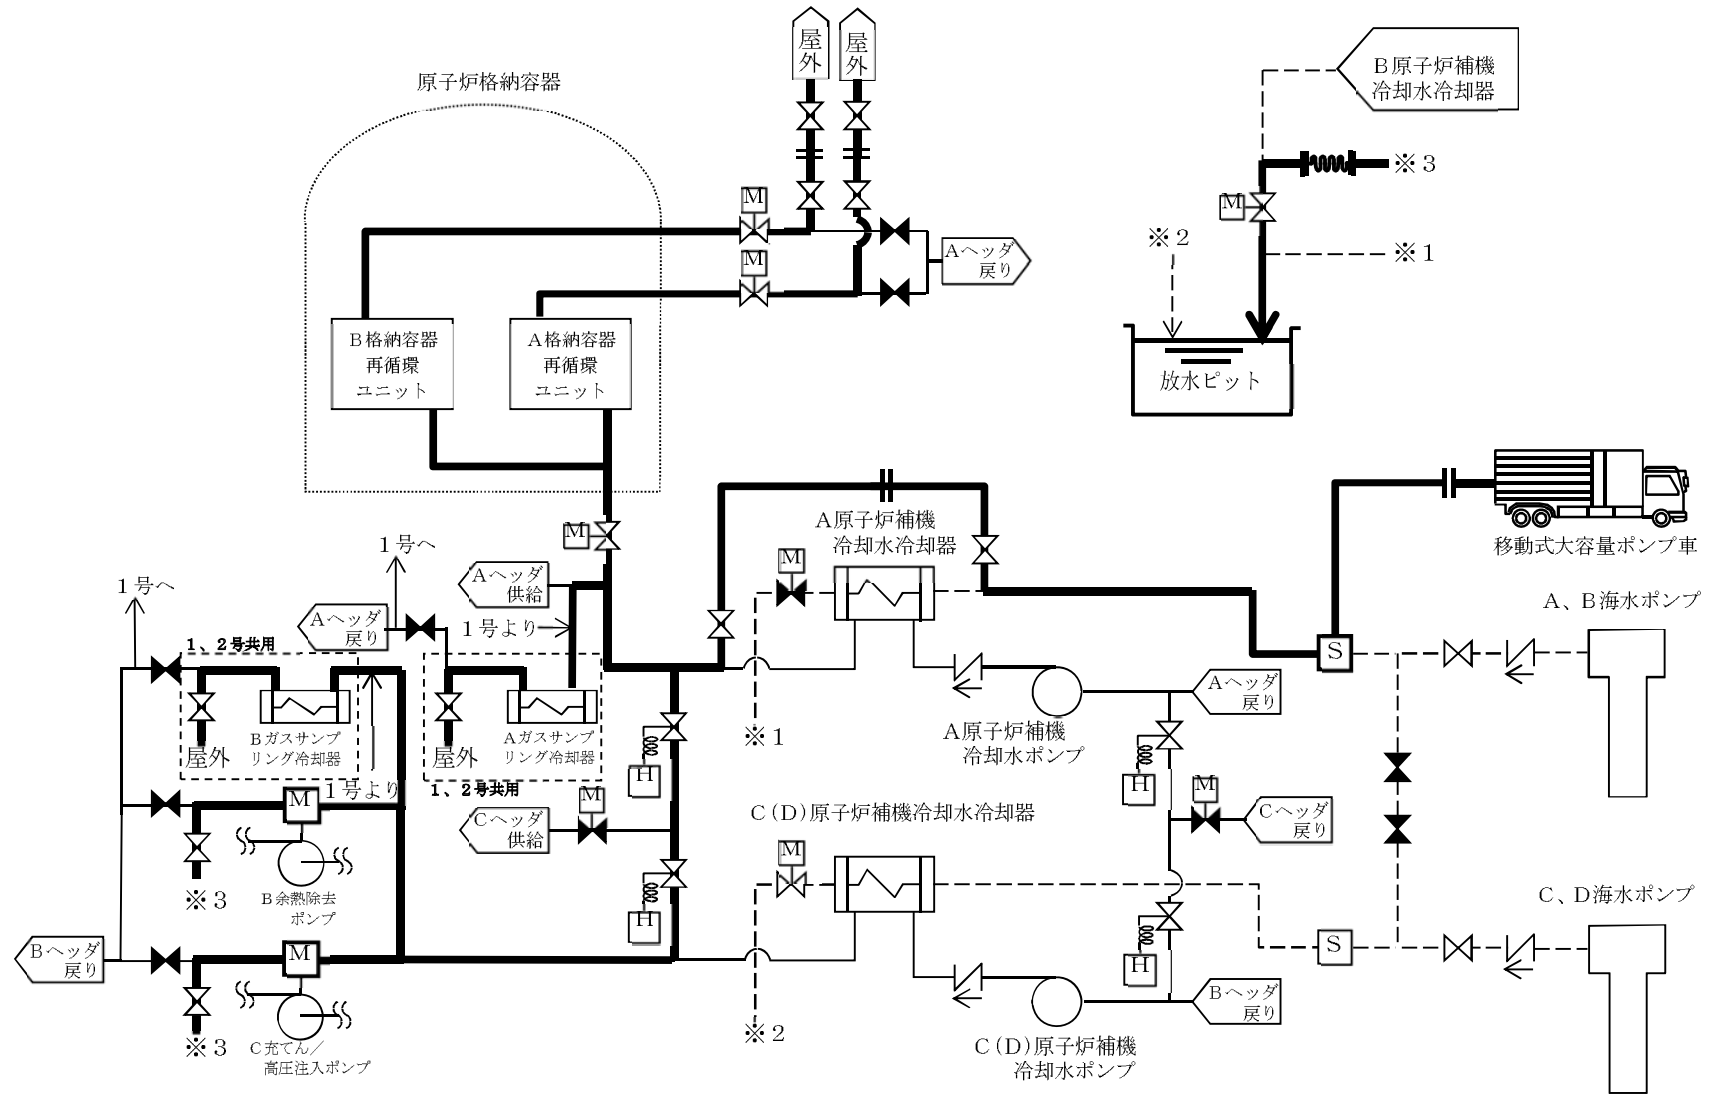 屋外
屋外
原子炉格納容器
B原子炉補機
冷却水冷却器
※3
M
M
M
※2
※1
Aヘッダ
戻り
B格納容器
再循環
ユニット
A格納容器
再循環
ユニット
放水ピット
移動式大容量ポンプ車
M
A原子炉補機
冷却水冷却器
M
1号へ
1号へ
Aヘッダ
供給
1号より
Aヘッダ
戻り
A、B海水ポンプ
1、2号共用
S
Bガスサンプ
リング冷却器
屋外
Aガスサンプ
リング冷却器
屋外
1、2号共用
1号より
H
Aヘッダ
戻り
A原子炉補機
冷却水ポンプ
※1
H
M
Cヘッダ
戻り
M
M
Cヘッダ
供給
C(D)原子炉補機冷却水冷却器
M
※3
B余熱除去
ポンプ
H
C、D海水ポンプ
S
H
Bヘッダ
戻り
M
Bヘッダ
戻り
※3
C充てん/
高圧注入ポンプ
※2
C(D)原子炉補機
冷却水ポンプ